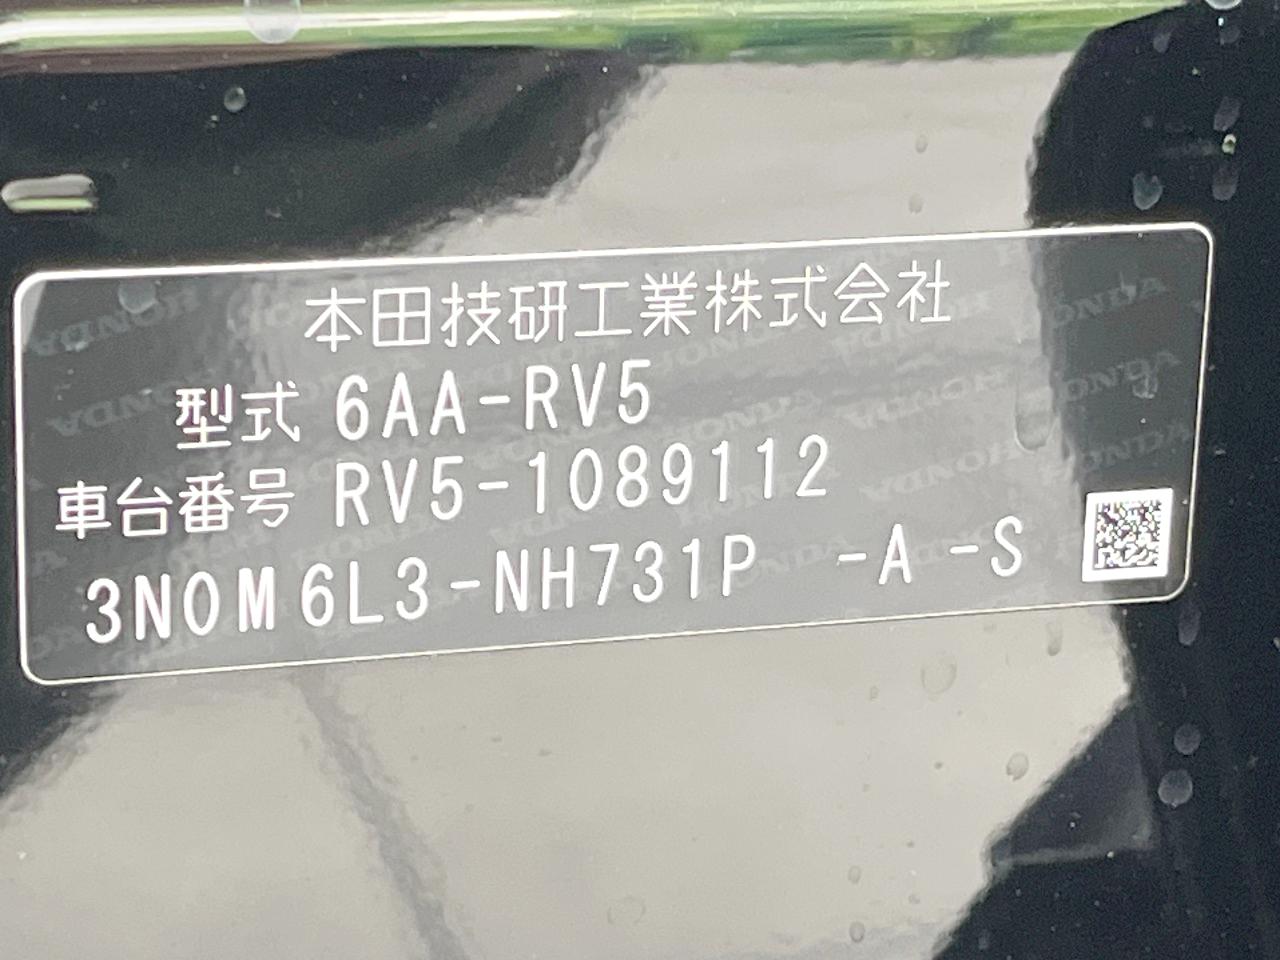 本田技研工業株式会社
型式 6AA-RV5
車台番号 RV5-1089112
3N0M6L3-NH731P -A -S